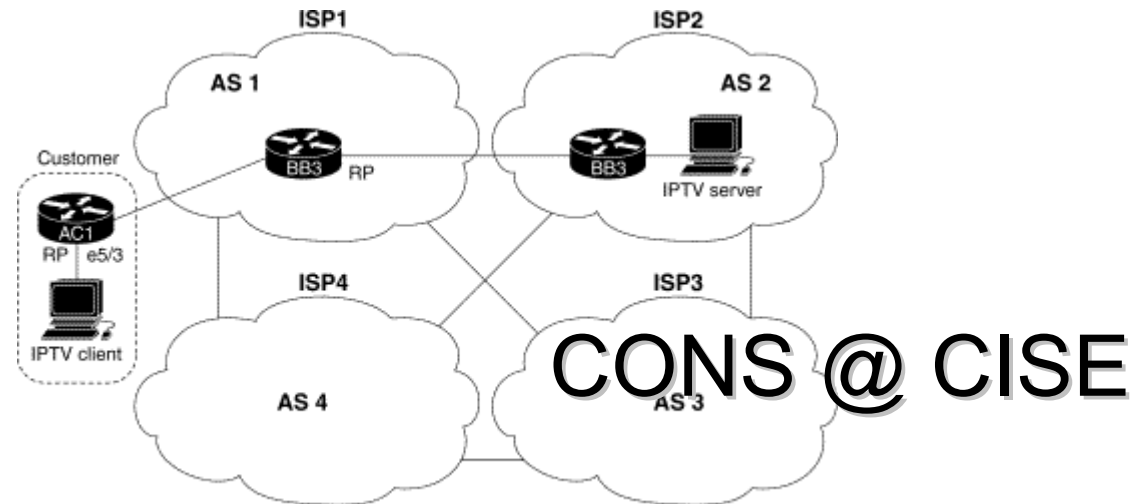 ISP1
ISP2
AS 1
AS 2
Customer
BB3
RP
BB3
IPTV server
AC1
RP e5/3
IPTV client
ISP4
ISP3
CONS @ CISE
AS 4
AS 3